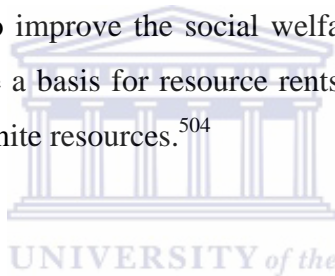 o improve the social welfa
a basis for resource rents
nite resources.504
UNIVERSITY of the